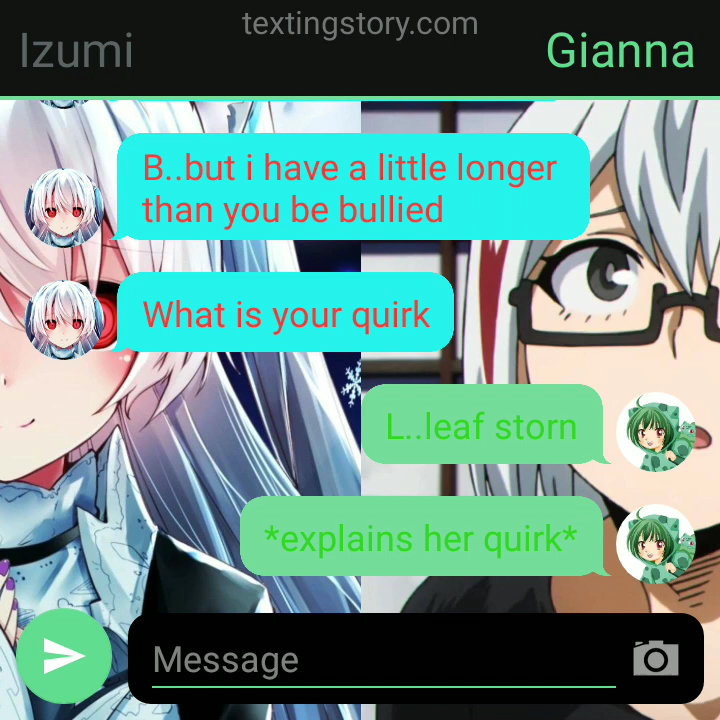 textingstory.com
Izumi
Gianna
B..but i have a little longer
than you be bullied
What is your quirk
L..leaf storn
*explains her quirk*
Message